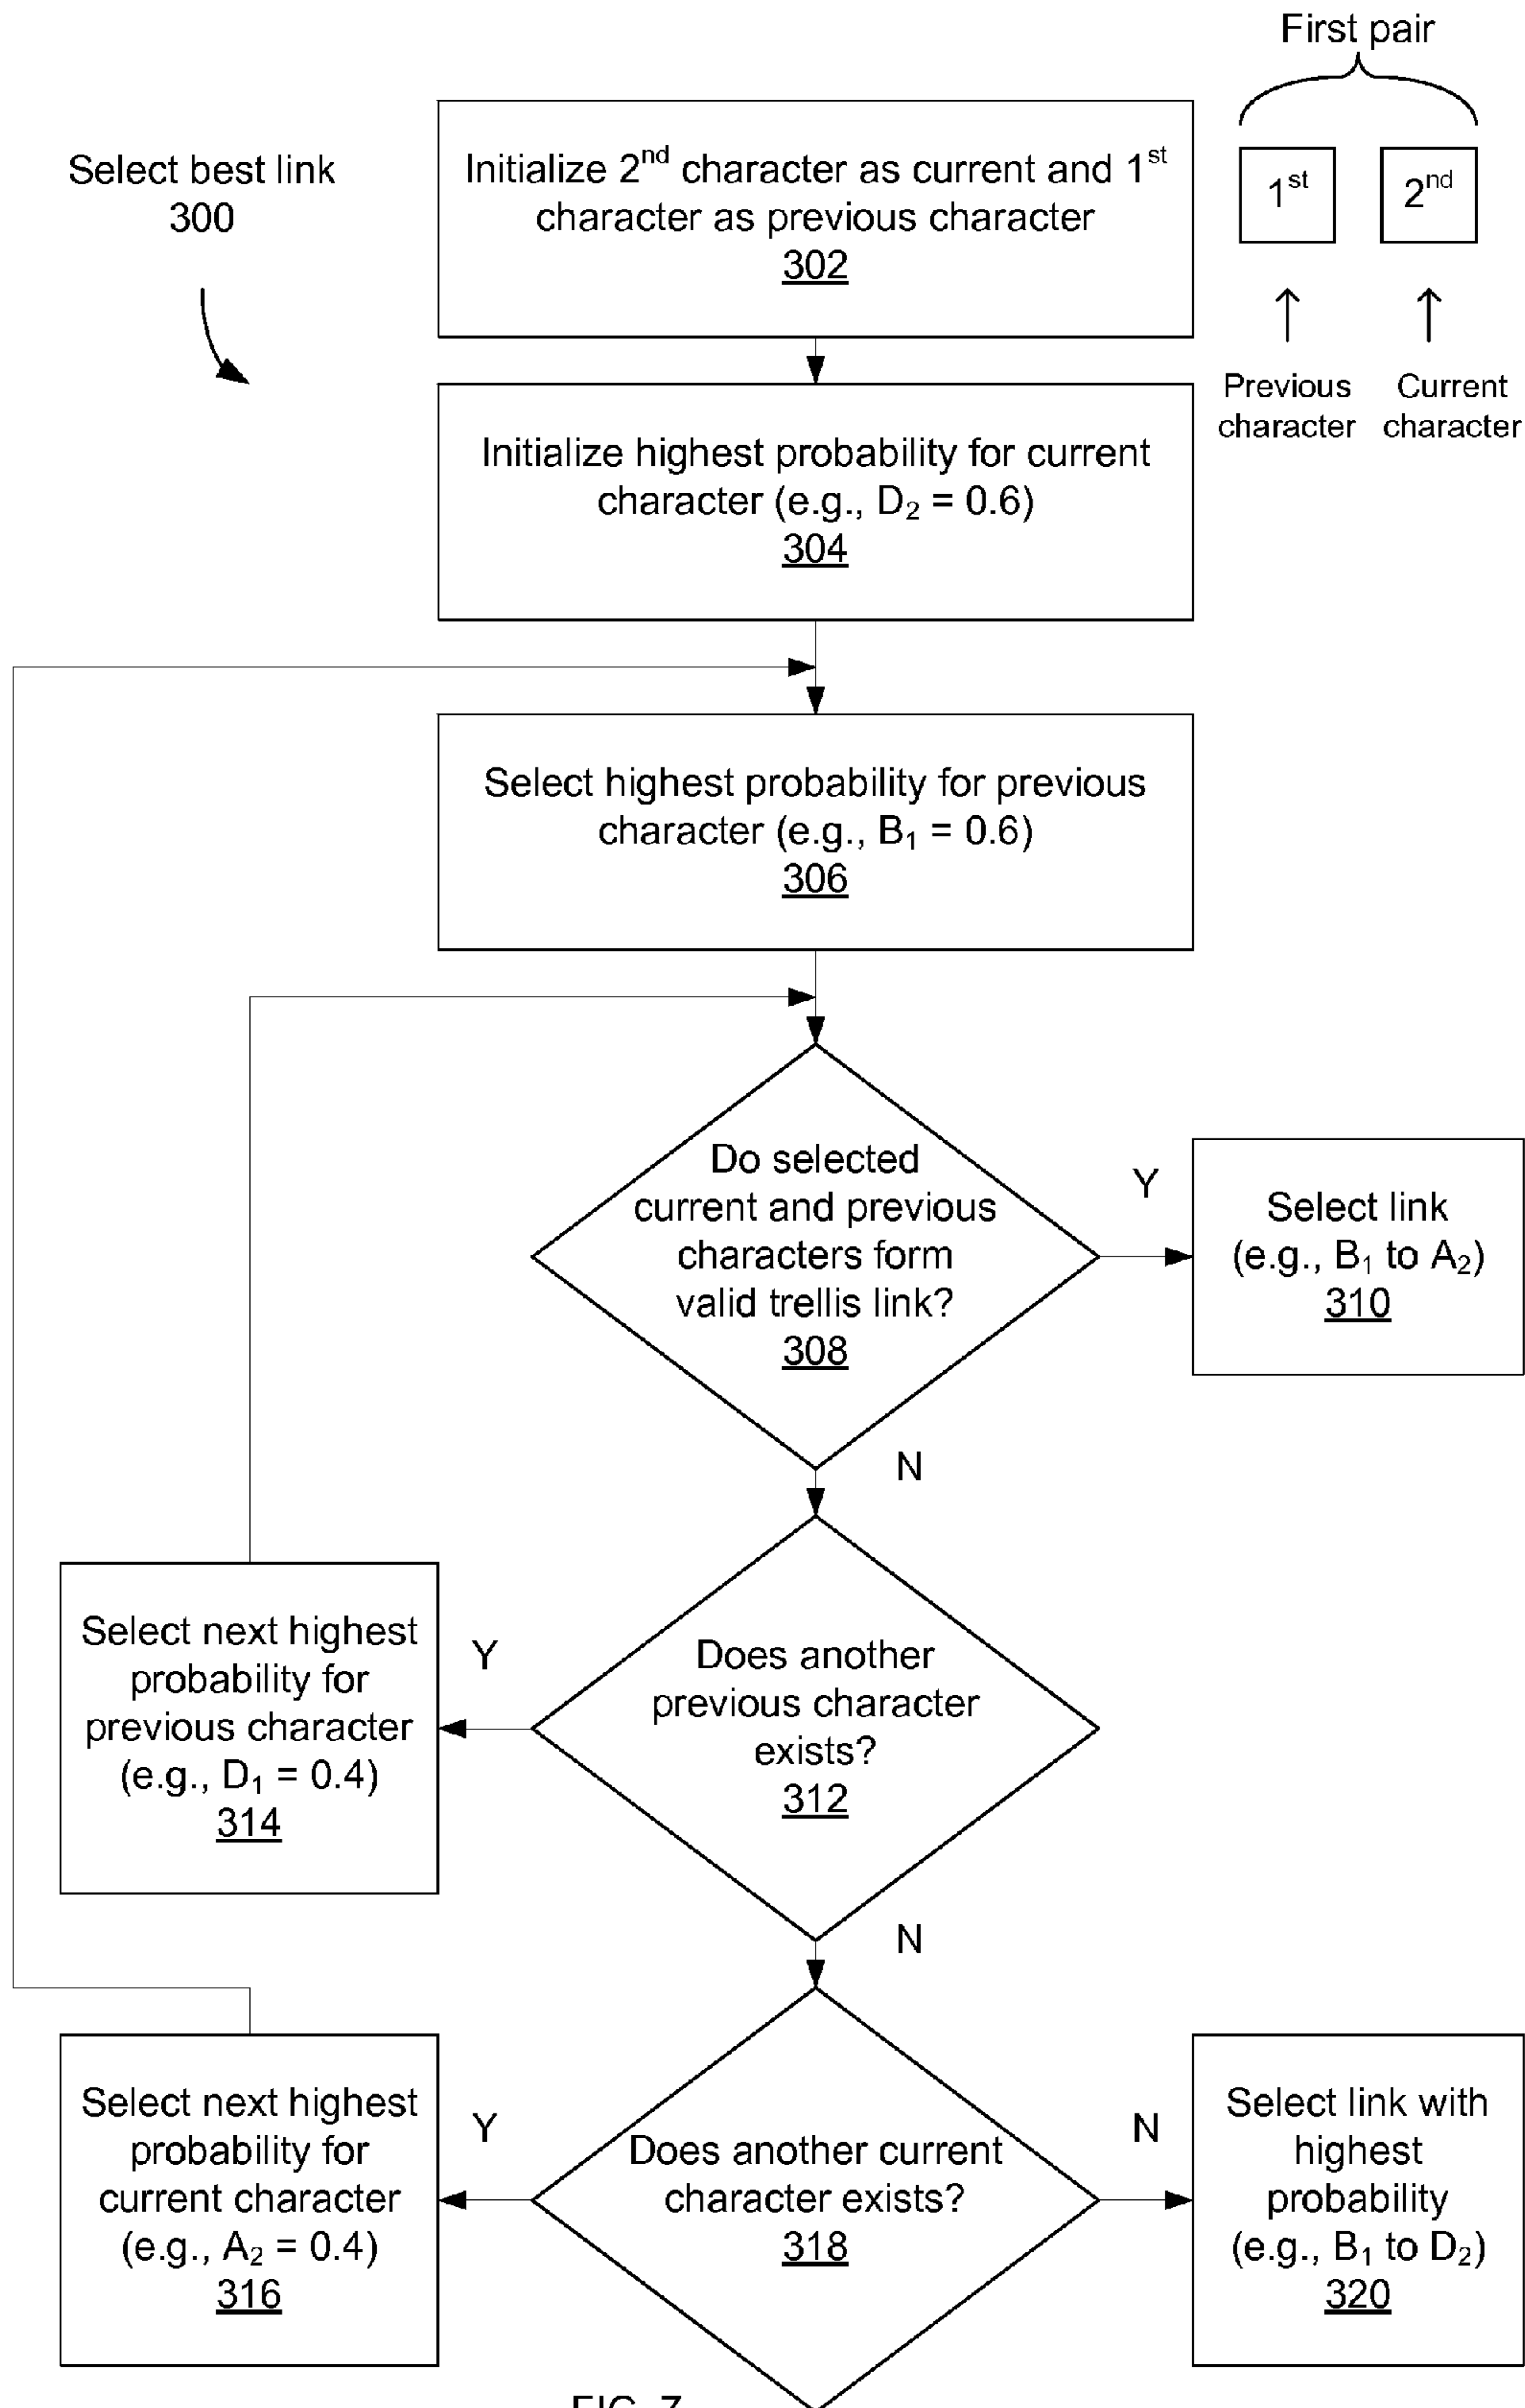 First pair
Select best link
300
Initialize 2nd character as current and 1st
character as previous character
302
1st
2nd
Previous
character
Current
character
Initialize highest probability for current
character (e.g., D2 = 0.6)
304
Select highest probability for previous
character (e.g., B1 = 0.6)
306
Do selected
current and previous
characters form
valid trellis link?
308
Y
Select link
(e.g., B1 to A2)
310
N
Select next highest
probability for
previous character
(e.g., D1 = 0.4)
314
Y
Does another
previous character
exists?
312
N
Select next highest
probability for
current character
(e.g., A2 = 0.4)
316
Y
Does another current
character exists?
318
N
Select link with
highest
probability
(e.g., B1 to D2)
320